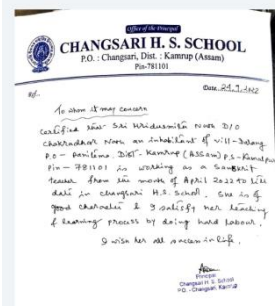 Office of the Principal
CHANGSARI H. S. SCHOOL
P.O. : Changsari, Dist. : Kamrup (Assam)
Pin-781101
Ref..
Date. 24.9.2022
To whom it may concern
Certified that Sri Hridusmita Nath D/O
Chakradhar Nath an inhabitant of vill-
P.O - Dist - Kamrup (Assam) P.S - Kamalpur
Pin - 781101 is working as a Sanskrit
teacher from the month of April 2022 to till
date in changsari H.S. School. She is of
good character & I satisfy her teaching
& learning process by doing hard labour.
I wish her all success in life.
Principal
Changsari H. S. School
Changsari, Kamrup